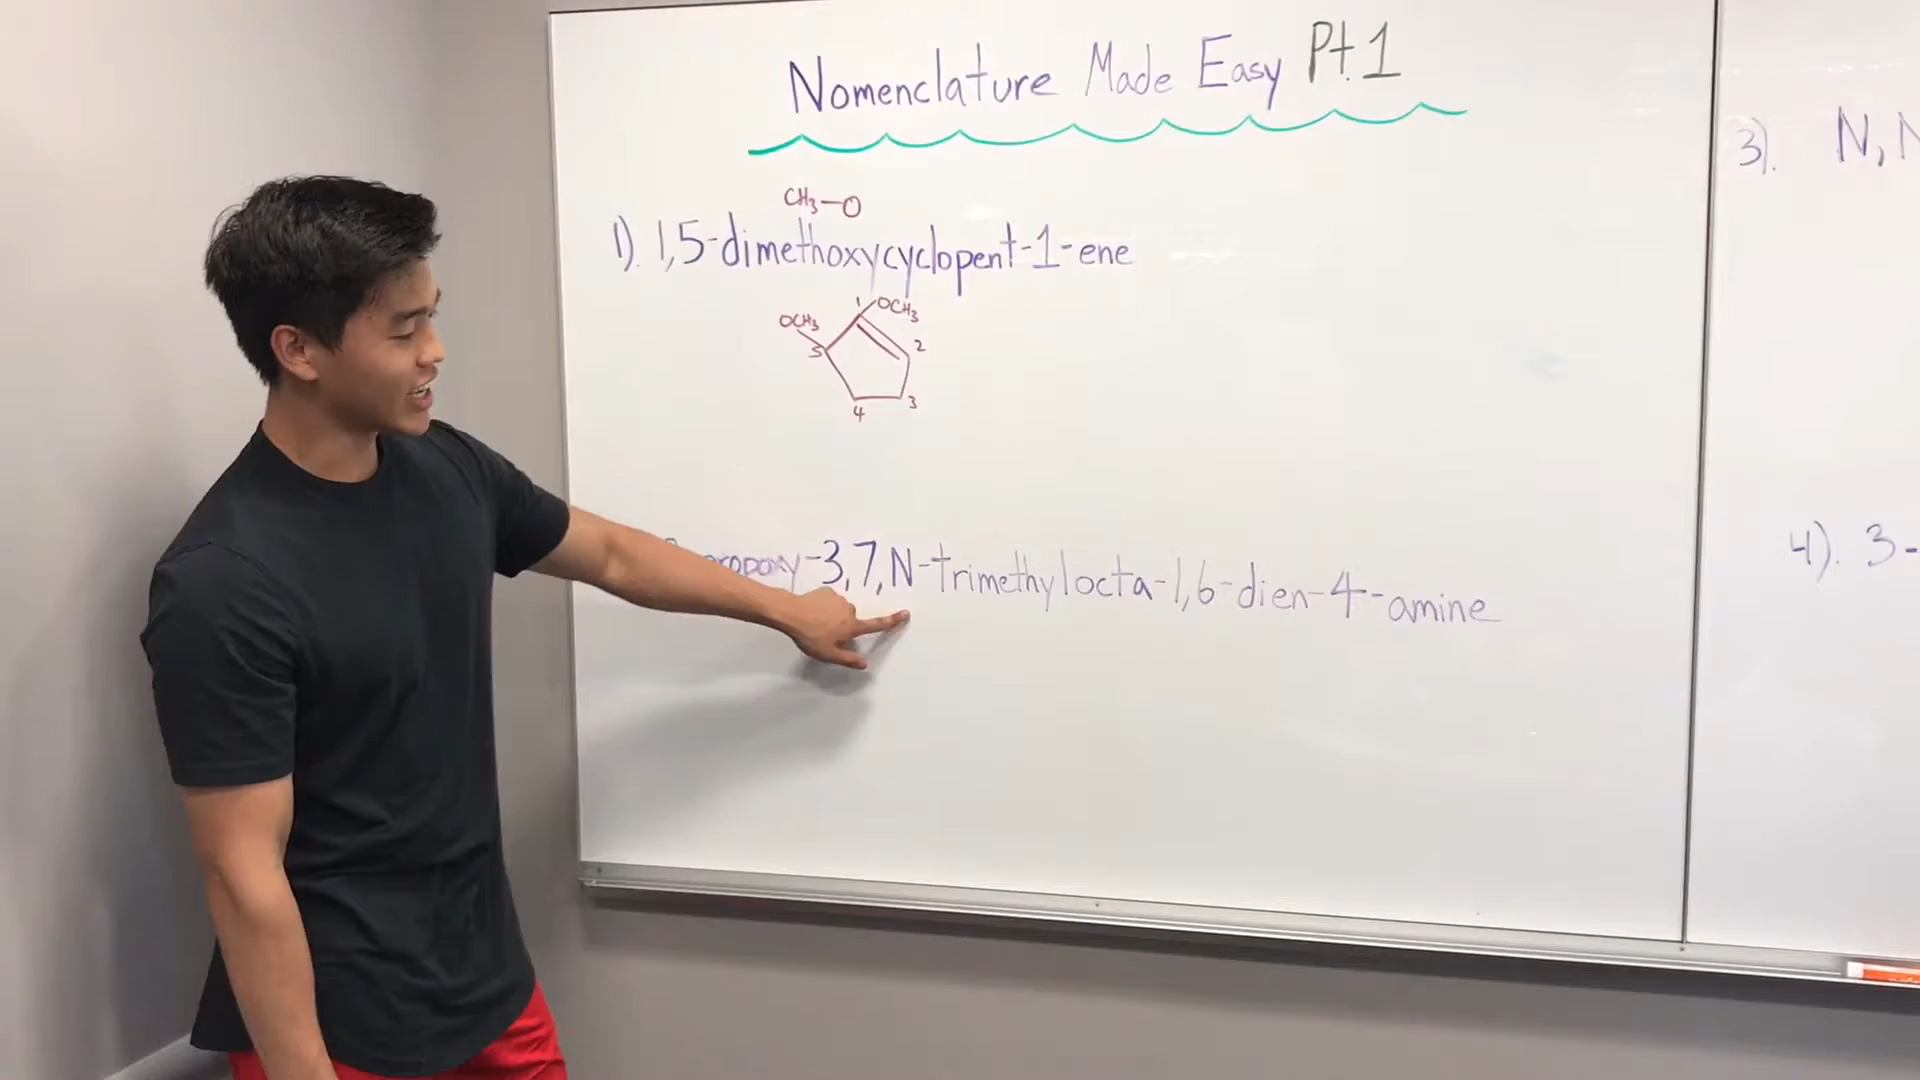 Nomenclature Made Easy Pt.1
CH3-O
1). 1,5-dimethoxycyclopent-1-ene
1 OCH3
OCH3
5
2
4
3
-3,7,N-trimethylocta-1,6-dien-4-amine
3). N,
4). 3-